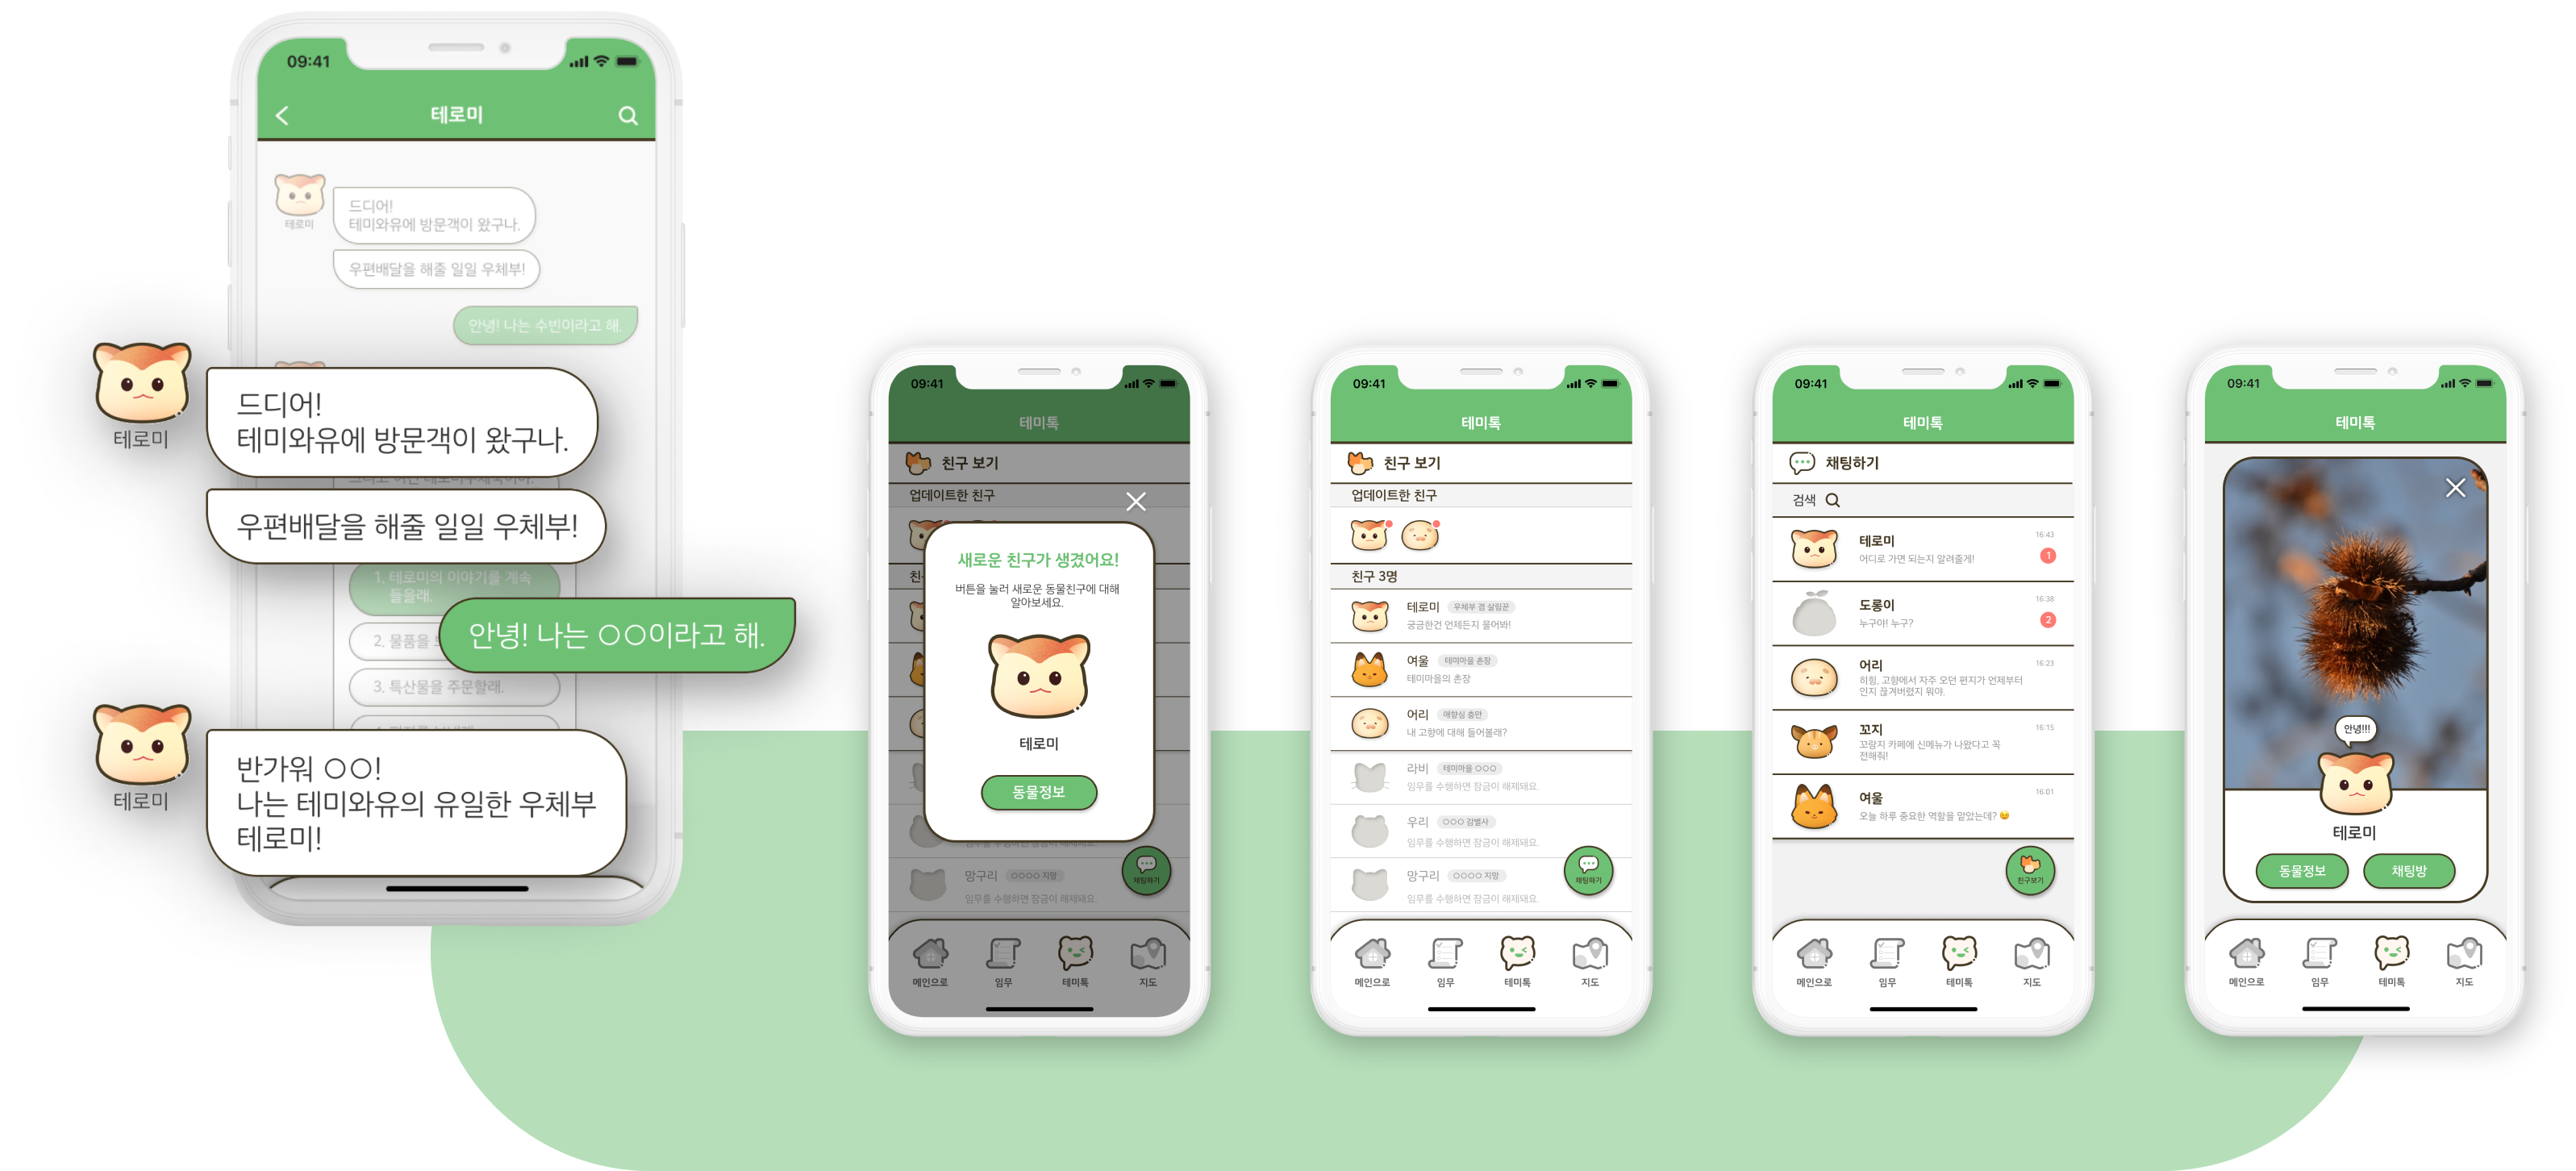 09:41
테로미
테로미
드디어!
테미와유에 방문객이 왔구나.
우편배달을 해줄 일일 우체부!
안녕! 나는 수빈이라고 해.
테로미
드디어!
테미와유에 방문객이 왔구나.
우편배달을 해줄 일일 우체부!
1. 테로미의 이야기를 계속
들을래.
2. 물품을
안녕! 나는 ○○이라고 해.
3. 특산물을 주문할래.
테로미
반가워 ○○!
나는 테미와유의 유일한 우체부
테로미!
09:41
테미톡
친구 보기
업데이트한 친구
새로운 친구가 생겼어요!
버튼을 눌러 새로운 동물친구에 대해
알아보세요.
테로미
동물정보
망구리 ○○○○ 지망
임무를 수행하면 잠금이 해제돼요.
채팅하기
메인으로
임무
테미톡
지도
09:41
테미톡
친구 보기
업데이트한 친구
친구 3명
테로미 우체부 겸 살림꾼
궁금한건 언제든지 물어봐!
여울 테미마을 촌장
테미마을의 촌장
어리 애향심 충만
내 고향에 대해 들어볼래?
라비 테미마을 ○○○
임무를 수행하면 잠금이 해제돼요.
우리 ○○○ 감별사
임무를 수행하면 잠금이 해제돼요.
망구리 ○○○○ 지망
임무를 수행하면 잠금이 해제돼요.
채팅하기
메인으로
임무
테미톡
지도
09:41
테미톡
채팅하기
검색
테로미 16:43
어디로 가면 되는지 알려줄게! 1
도롱이 16:38
누구야! 누구? 2
어리 16:23
히힝, 고향에서 자주 오던 편지가 언제부터
인지 끊겨버렸지 뭐야.
꼬지 16:15
꼬람지 카페에 신메뉴가 나왔다고 꼭
전해줘!
여울 16:01
오늘 하루 중요한 역할을 맡았는데? 😊
친구보기
메인으로
임무
테미톡
지도
09:41
테미톡
안녕!!!
테로미
동물정보
채팅방
메인으로
임무
테미톡
지도